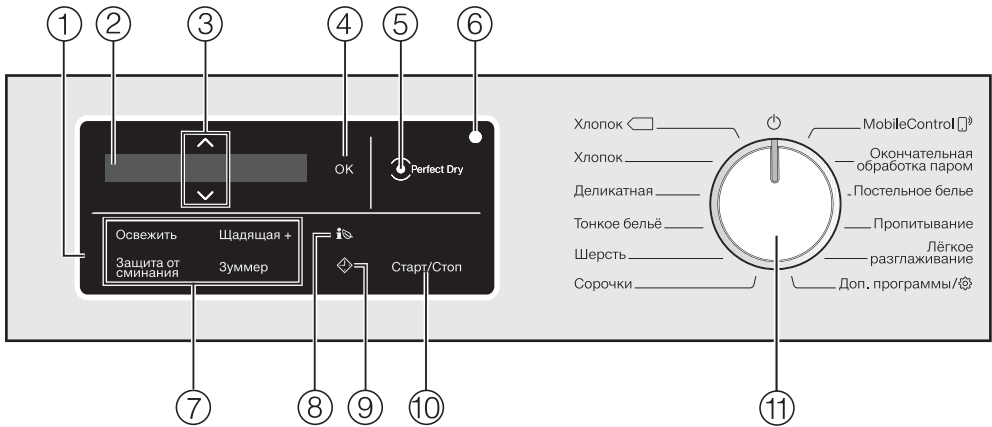 ① ② ③ ④ ⑤ ⑥
OK
Perfect Dry
Освежить
Щадящая +
Защита от
сминания
Зуммер
Старт/Стоп
Хлопок
Хлопок
Деликатная
Тонкое бельё
Шерсть
Сорочки
MobileControl
Окончательная
обработка паром
Постельное белье
Пропитывание
Лёгкое
разглаживание
Доп. программы/
⑦ ⑧ ⑨ ⑩ ⑪